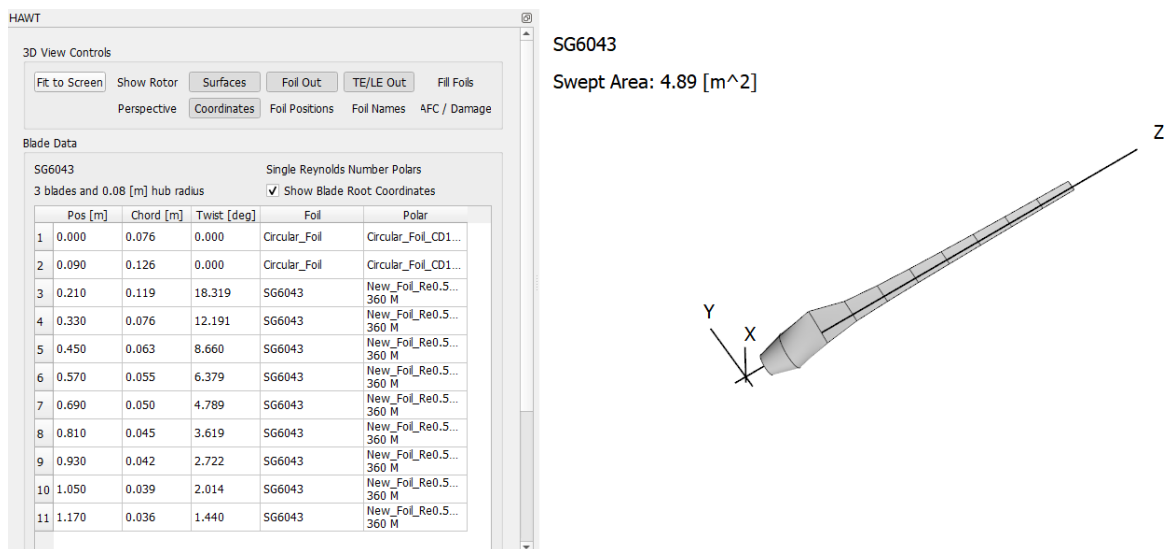 HAWT
3D View Controls
Fit to Screen Show Rotor Surfaces Foil Out TE/LE Out Fill Foils
Perspective Coordinates Foil Positions Foil Names AFC / Damage
Blade Data
SG6043 Single Reynolds Number Polars
3 blades and 0.08 [m] hub radius Show Blade Root Coordinates
Pos [m] Chord [m] Twist [deg] Foil Polar
1 0.000 0.076 0.000 Circular_Foil Circular_Foil_CD1...
2 0.090 0.126 0.000 Circular_Foil Circular_Foil_CD1...
3 0.210 0.119 18.319 SG6043 New_Foil_Re0.5...
360 M
4 0.330 0.076 12.191 SG6043 New_Foil_Re0.5...
360 M
5 0.450 0.063 8.660 SG6043 New_Foil_Re0.5...
360 M
6 0.570 0.055 6.379 SG6043 New_Foil_Re0.5...
360 M
7 0.690 0.050 4.789 SG6043 New_Foil_Re0.5...
360 M
8 0.810 0.045 3.619 SG6043 New_Foil_Re0.5...
360 M
9 0.930 0.042 2.722 SG6043 New_Foil_Re0.5...
360 M
10 1.050 0.039 2.014 SG6043 New_Foil_Re0.5...
360 M
11 1.170 0.036 1.440 SG6043 New_Foil_Re0.5...
360 M
SG6043
Swept Area: 4.89 [m^2]
Z
Y
X